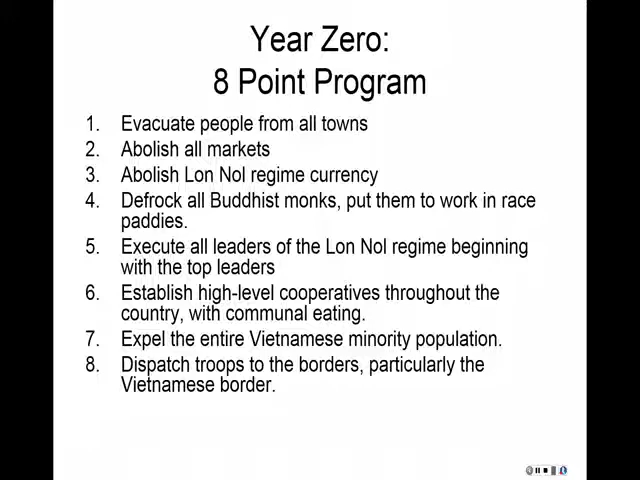 Year Zero:
8 Point Program
1. Evacuate people from all towns
2. Abolish all markets
3. Abolish Lon Nol regime currency
4. Defrock all Buddhist monks, put them to work in race
paddies.
5. Execute all leaders of the Lon Nol regime beginning
with the top leaders
6. Establish high-level cooperatives throughout the
country, with communal eating.
7. Expel the entire Vietnamese minority population.
8. Dispatch troops to the borders, particularly the
Vietnamese border.